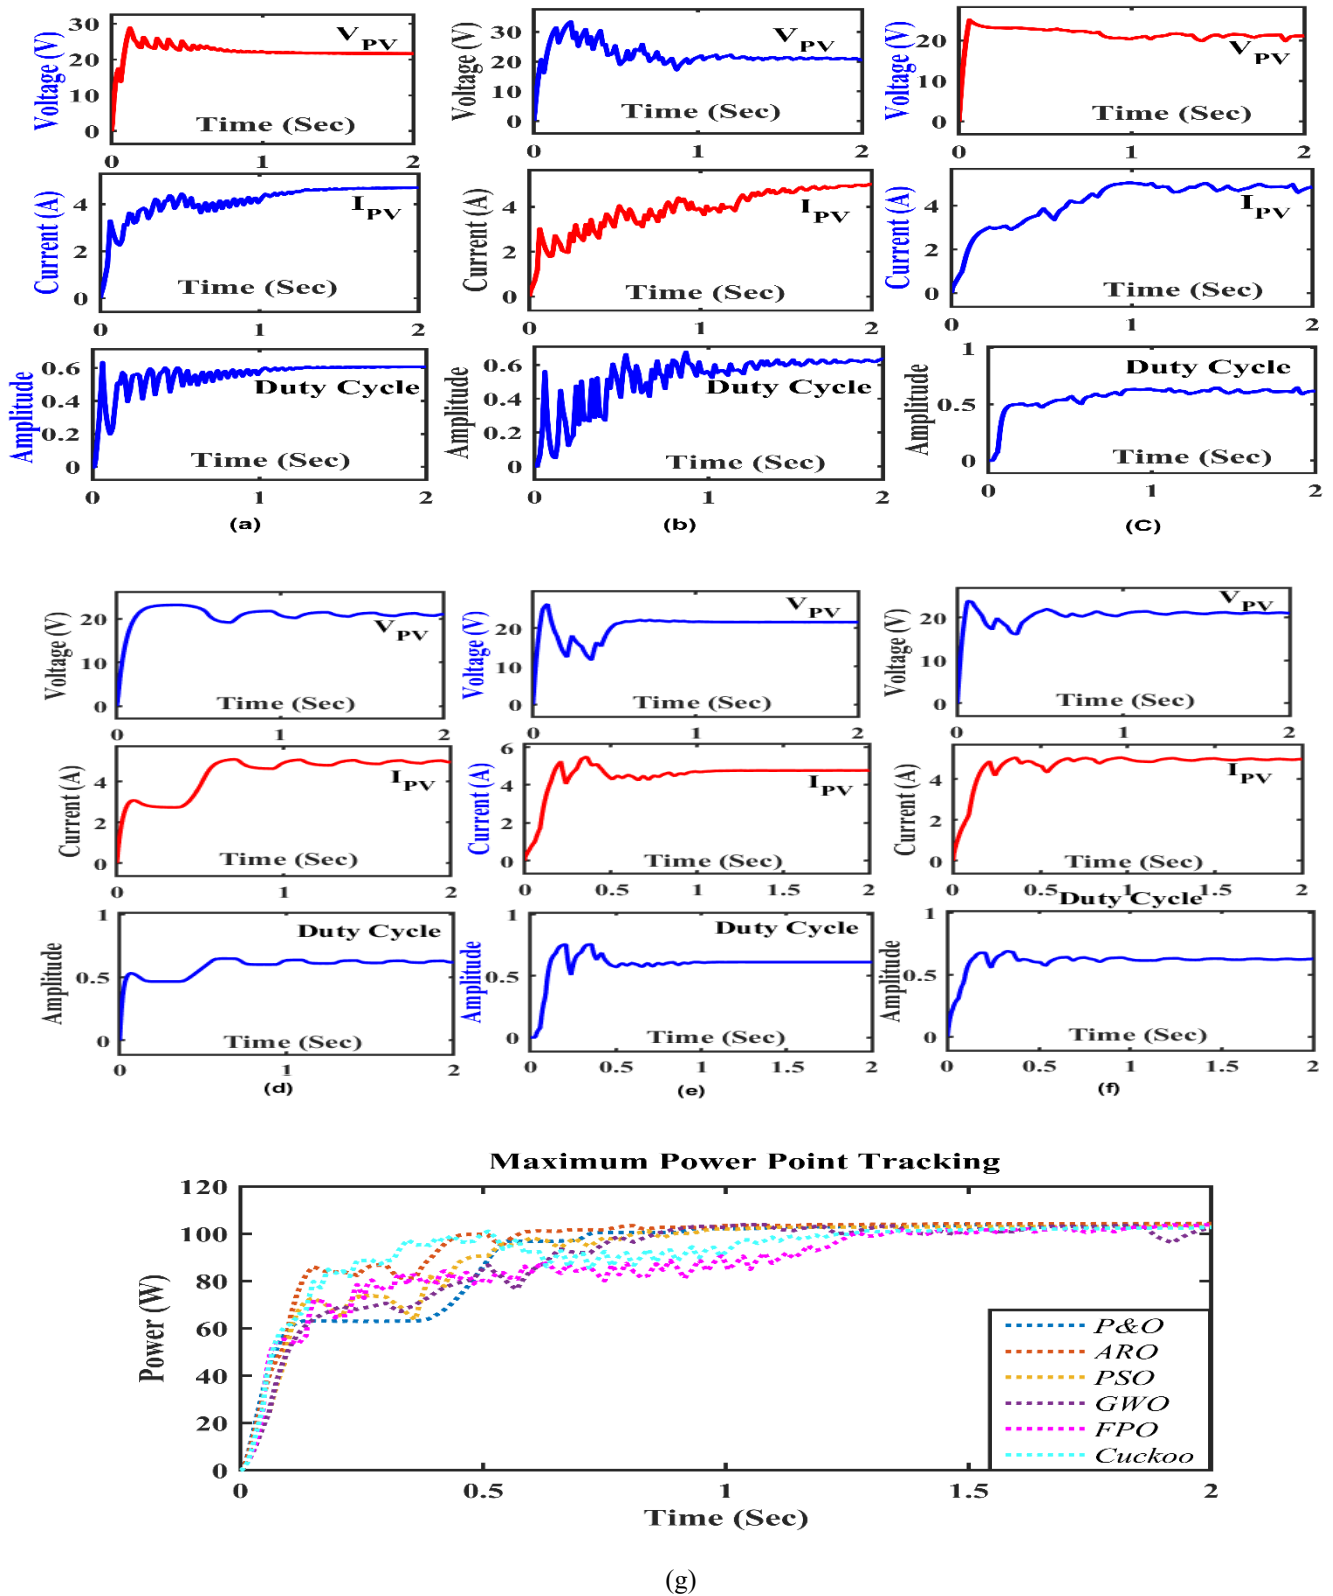 30
20
10
0
Voltage (V)
V PV
Time (Sec)
0 1 2
4
2
0
Current (A)
I PV
Time (Sec)
0 1 2
0.6
0.4
0.2
0
Amplitude
Duty Cycle
Time (Sec)
0 1 2
(a)
30
20
10
0
Voltage (V)
V PV
Time (Sec)
0 1 2
4
2
0
Current (A)
I PV
Time (Sec)
0 1 2
0.6
0.4
0.2
0
Amplitude
Duty Cycle
Time (Sec)
0 1 2
(b)
20
10
0
Voltage (V)
V PV
Time (Sec)
0 1 2
4
2
0
Current (A)
I PV
Time (Sec)
0 1 2
1
0.5
0
Amplitude
Duty Cycle
Time (Sec)
0 1 2
(C)
20
10
0
Voltage (V)
V PV
Time (Sec)
0 1 2
4
2
0
Current (A)
I PV
Time (Sec)
0 1 2
1
0.5
0
Amplitude
Duty Cycle
Time (Sec)
0 1 2
(d)
20
10
0
Voltage (V)
V PV
Time (Sec)
0 1 2
6
4
2
0
Current (A)
I PV
Time (Sec)
0 0.5 1 1.5 2
1
0.5
0
Amplitude
Duty Cycle
Time (Sec)
0 0.5 1 1.5 2
(e)
20
10
0
Voltage (V)
V PV
Time (Sec)
0 1 2
4
2
0
Current (A)
I PV
Time (Sec)
0 0.5 1 1.5 2
Duty Cycle
1
0.5
0
Amplitude
Time (Sec)
0 0.5 1 1.5 2
(f)
Maximum Power Point Tracking
120
100
80
60
40
20
0
Power (W)
P&O
ARO
PSO
GWO
FPO
Cuckoo
0 0.5 1 1.5 2
Time (Sec)
(g)